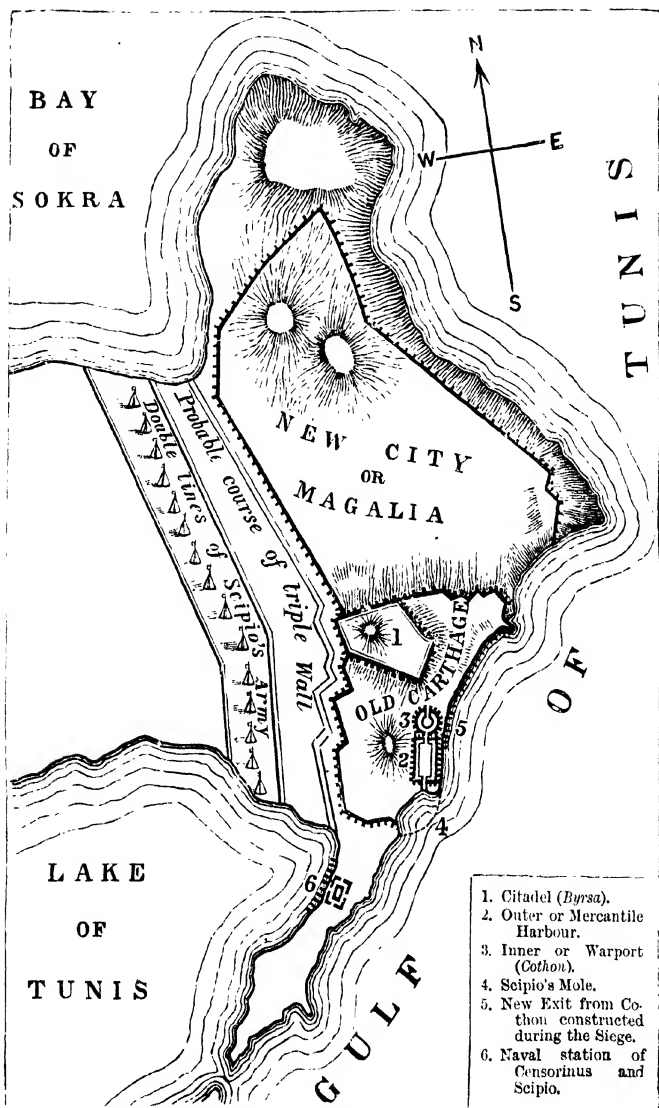 BAY
OF
SOKRA
N
W
E
S
TUNIS
NEW CITY
OR
MAGALIA
Probable course of triple Wall
Double lines of Scipio's Army
1
OLD CARTHAGE
3
2
5
4
OF
6
LAKE
OF
TUNIS
GULF
1. Citadel (Byrsa).
2. Outer or Mercantile
Harbour.
3. Inner or Warport
(Cothon).
4. Scipio's Mole.
5. New Exit from Co-
thon constructed
during the Siege.
6. Naval station of
Censorinus and
Scipio.